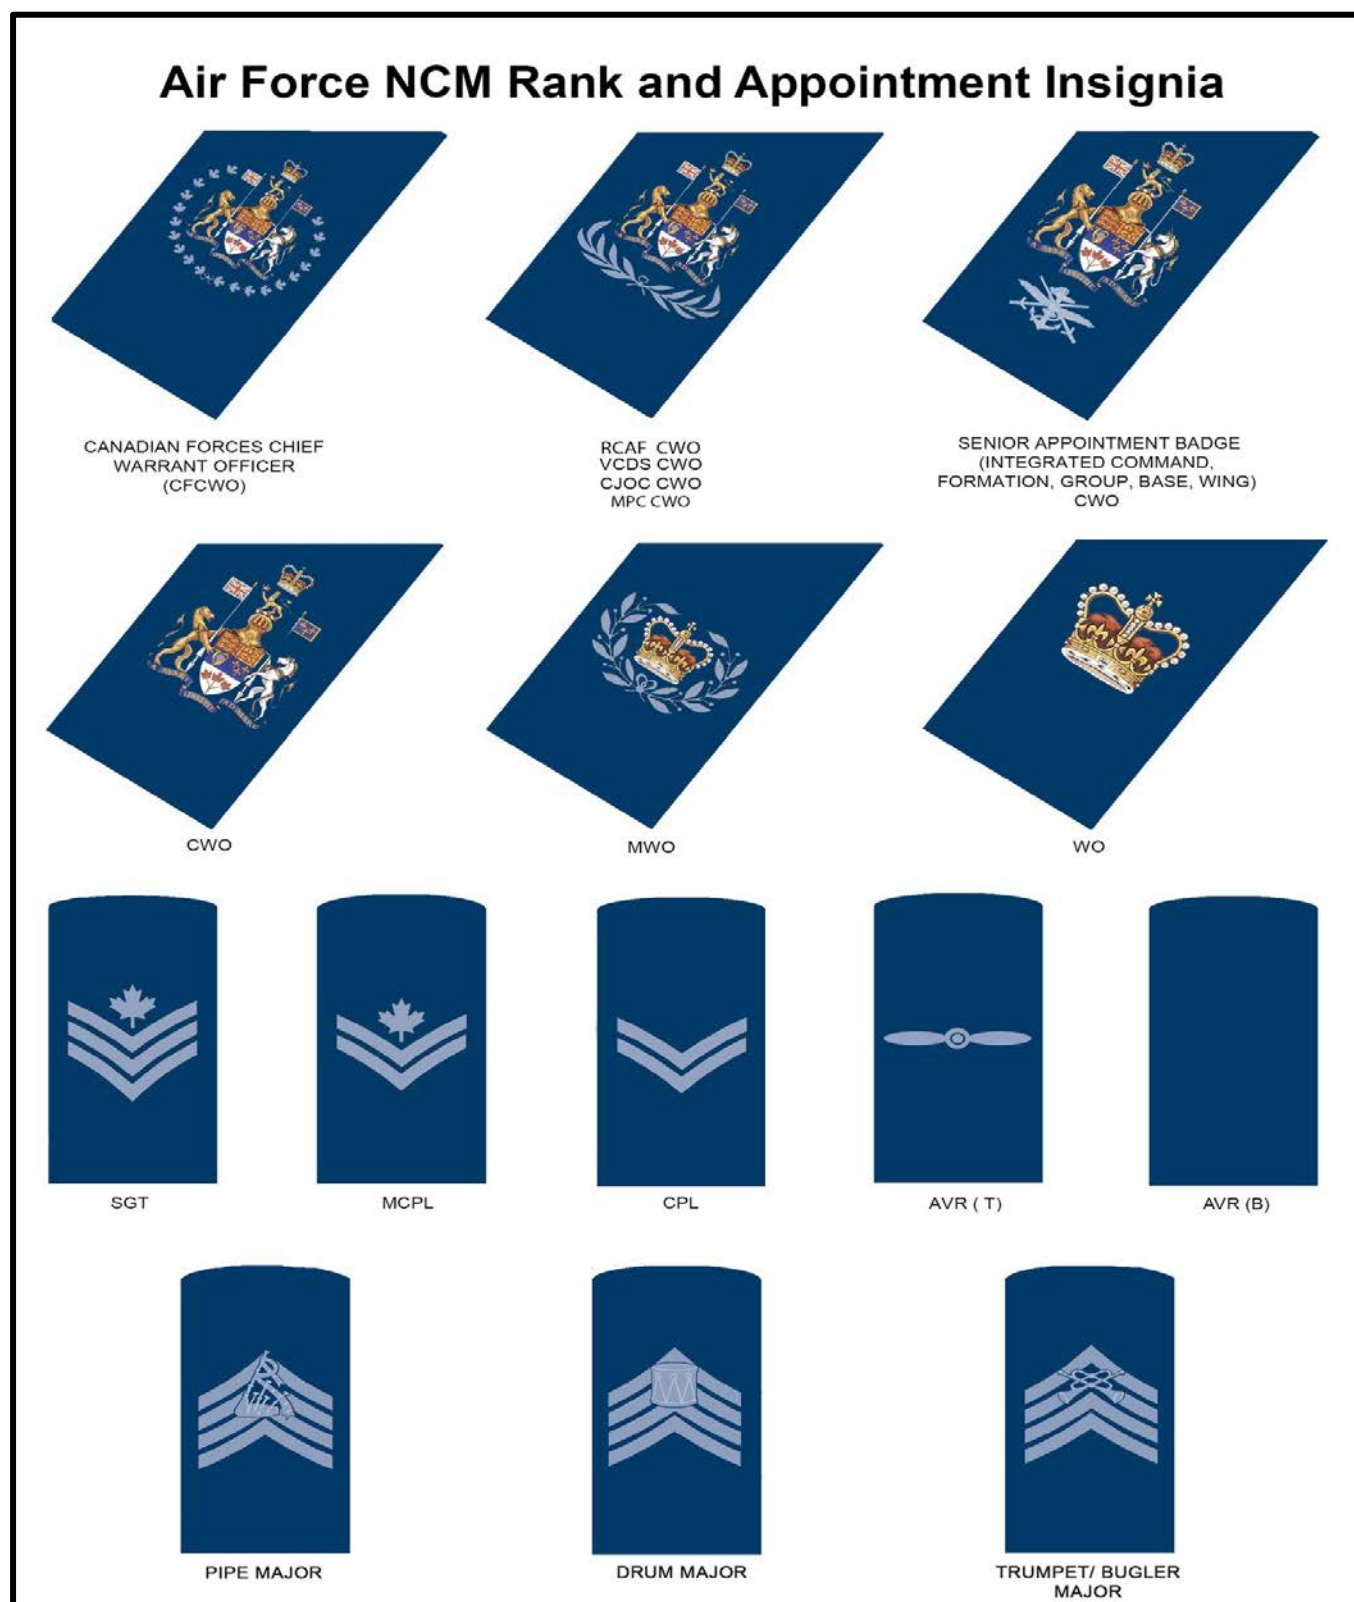 Air Force NCM Rank and Appointment Insignia
CANADIAN FORCES CHIEF
WARRANT OFFICER
(CFCWO)
RCAF CWO
VCDS CWO
CJOC CWO
MPC CWO
SENIOR APPOINTMENT BADGE
(INTEGRATED COMMAND,
FORMATION, GROUP, BASE, WING)
CWO
CWO
MWO
WO
SGT
MCPL
CPL
AVR ( T)
AVR (B)
PIPE MAJOR
DRUM MAJOR
TRUMPET/ BUGLER
MAJOR